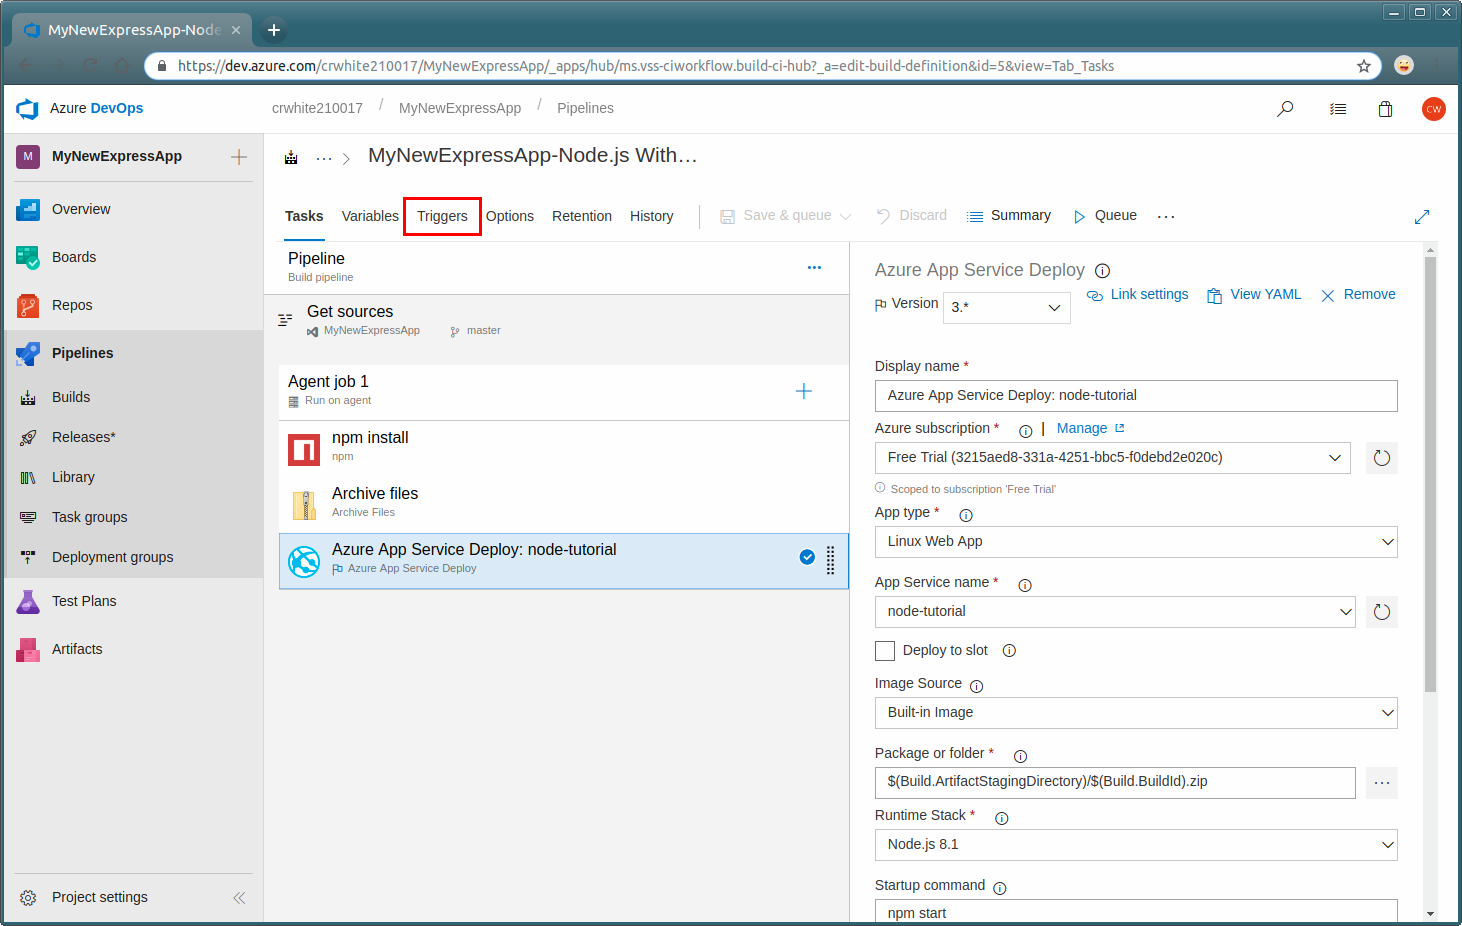 MyNewExpressApp-Node
https://dev.azure.com/crwhite210017/MyNewExpressApp/_apps/hub/ms.vss-ciworkflow.build-ci-hub?_a=edit-build-definition&id=5&view=Tab_Tasks
Azure DevOps
crwhite210017 / MyNewExpressApp / Pipelines
CW
M MyNewExpressApp
Overview
Boards
Repos
Pipelines
Builds
Releases*
Library
Task groups
Deployment groups
Test Plans
Artifacts
Project settings
... > MyNewExpressApp-Node.js With…
Tasks Variables Triggers Options Retention History Save & queue Discard Summary Queue ...
Pipeline
Build pipeline
Get sources
MyNewExpressApp master
Agent job 1
Run on agent
npm install
npm
Archive files
Archive Files
Azure App Service Deploy: node-tutorial
Azure App Service Deploy
Azure App Service Deploy
Version 3.* Link settings View YAML Remove
Display name *
Azure App Service Deploy: node-tutorial
Azure subscription * | Manage
Free Trial (3215aed8-331a-4251-bbc5-f0debd2e020c)
Scoped to subscription 'Free Trial'
App type *
Linux Web App
App Service name *
node-tutorial
Deploy to slot
Image Source
Built-in Image
Package or folder *
$(Build.ArtifactStagingDirectory)/$(Build.BuildId).zip
Runtime Stack *
Node.js 8.1
Startup command
npm start